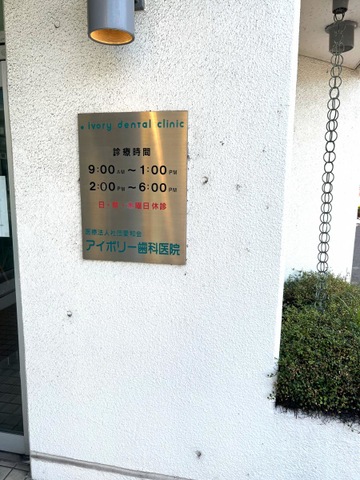 ivory dental clinic
診療時間
9:00AM～1:00PM
2:00PM～6:00PM
日・祝・木曜日休診
アイボリー歯科医院